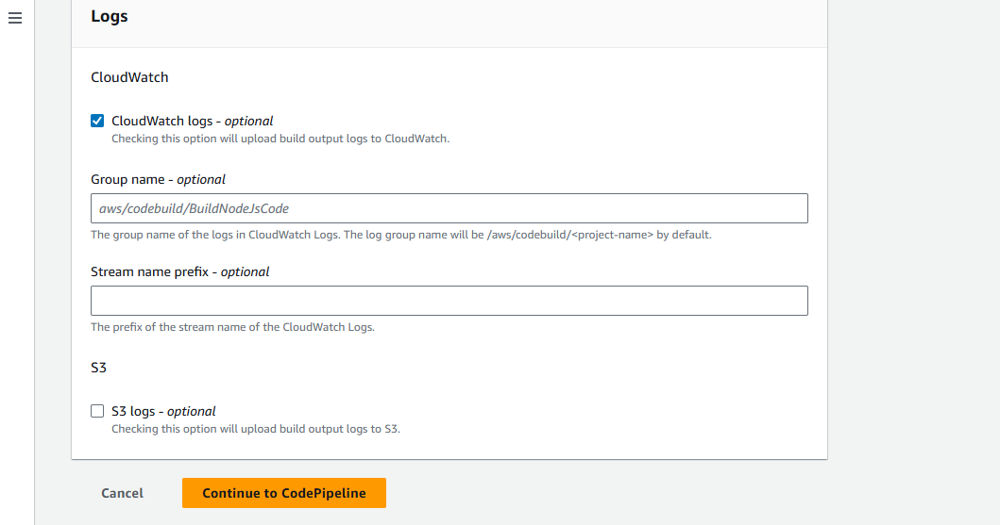 Logs
CloudWatch
CloudWatch logs - optional
Checking this option will upload build output logs to CloudWatch.
Group name - optional
aws/codebuild/BuildNodeJsCode
The group name of the logs in CloudWatch Logs. The log group name will be /aws/codebuild/<project-name> by default.
Stream name prefix - optional
The prefix of the stream name of the CloudWatch Logs.
S3
S3 logs - optional
Checking this option will upload build output logs to S3.
Cancel Continue to CodePipeline